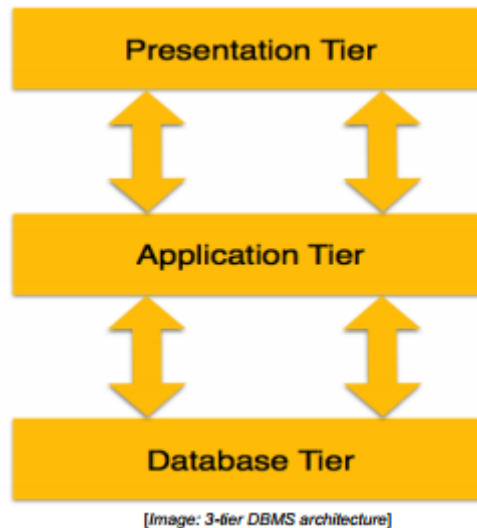 Presentation Tier
Application Tier
Database Tier
[Image: 3-tier DBMS architecture]